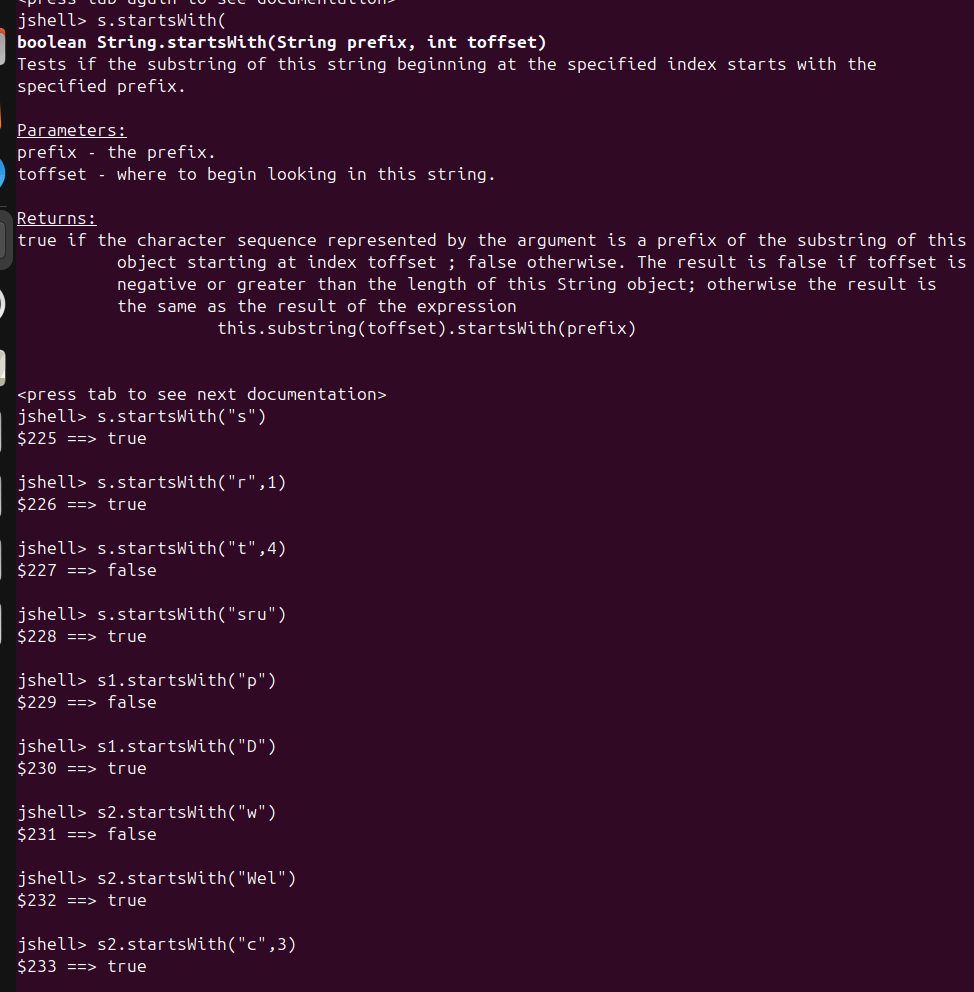 <press tab again to see documentation>
jshell> s.startsWith(
boolean String.startsWith(String prefix, int toffset)
Tests if the substring of this string beginning at the specified index starts with the
specified prefix.
Parameters:
prefix - the prefix.
toffset - where to begin looking in this string.
Returns:
true if the character sequence represented by the argument is a prefix of the substring of this
object starting at index toffset ; false otherwise. The result is false if toffset is
negative or greater than the length of this String object; otherwise the result is
the same as the result of the expression
this.substring(toffset).startsWith(prefix)
<press tab to see next documentation>
jshell> s.startsWith("s")
$225 ==> true
jshell> s.startsWith("r",1)
$226 ==> true
jshell> s.startsWith("t",4)
$227 ==> false
jshell> s.startsWith("sru")
$228 ==> true
jshell> s1.startsWith("p")
$229 ==> false
jshell> s1.startsWith("D")
$230 ==> true
jshell> s2.startsWith("w")
$231 ==> false
jshell> s2.startsWith("Wel")
$232 ==> true
jshell> s2.startsWith("c",3)
$233 ==> true